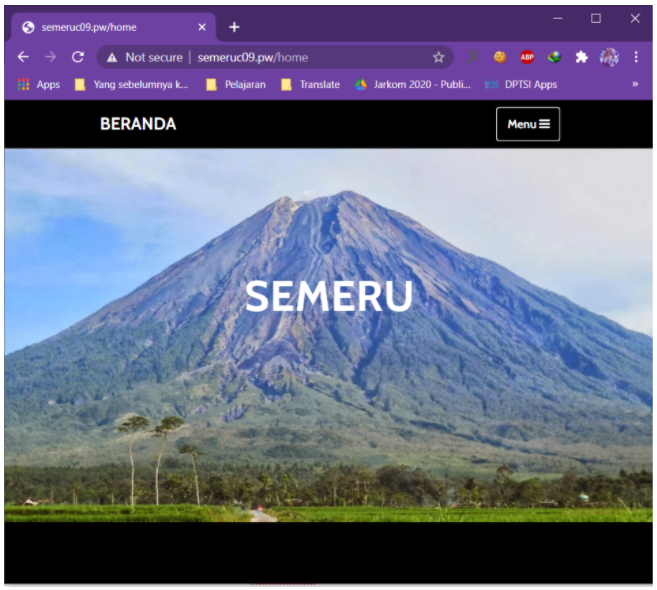 semeruc09.pw/home
Not secure | semeruc09.pw/home
ABP
Apps Yang sebelumnya k... Pelajaran Translate Jarkom 2020 - Publi... DPTSI Apps »
BERANDA Menu
SEMERU